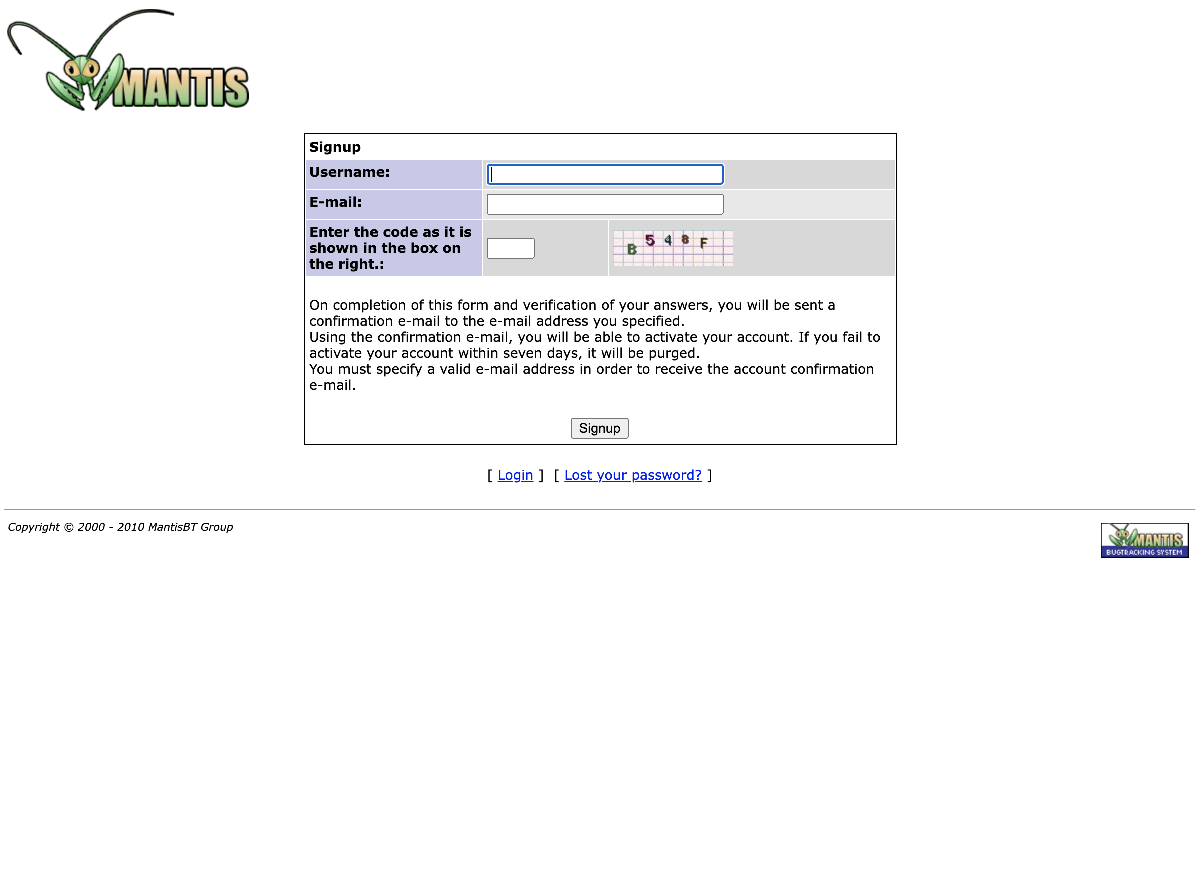 MANTIS
Signup
Username:
E-mail:
Enter the code as it is
shown in the box on
the right.:
B 5 4 8 F
On completion of this form and verification of your answers, you will be sent a
confirmation e-mail to the e-mail address you specified.
Using the confirmation e-mail, you will be able to activate your account. If you fail to
activate your account within seven days, it will be purged.
You must specify a valid e-mail address in order to receive the account confirmation
e-mail.
Signup
[ Login ] [ Lost your password? ]
Copyright © 2000 - 2010 MantisBT Group
MANTIS
BUGTRACKING SYSTEM